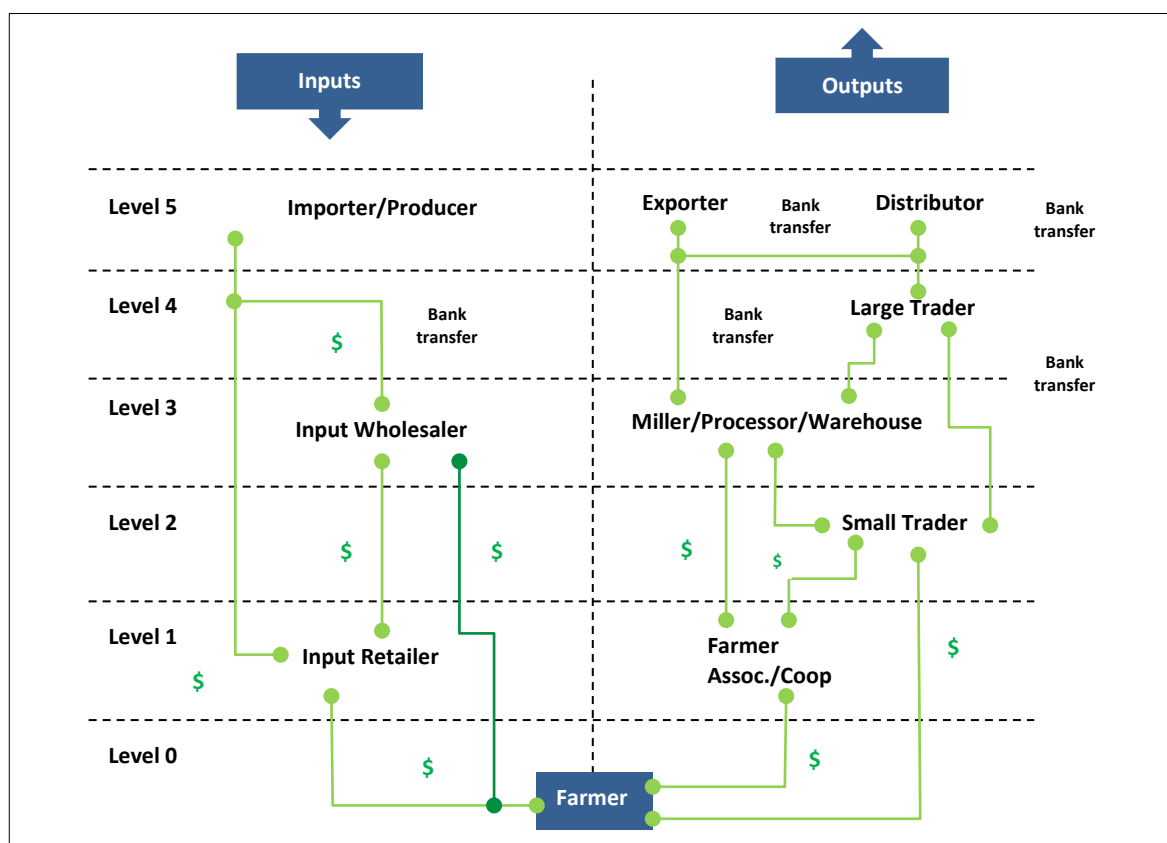 Inputs
Outputs
Level 5
Importer/Producer
Exporter
Bank
transfer
Distributor
Bank
transfer
Level 4
$
Bank
transfer
Bank
transfer
Large Trader
Bank
transfer
Level 3
Input Wholesaler
Miller/Processor/Warehouse
Level 2
$
$
$
$
Small Trader
Level 1
Input Retailer
$
Farmer
Assoc./Coop
$
Level 0
$
Farmer
$